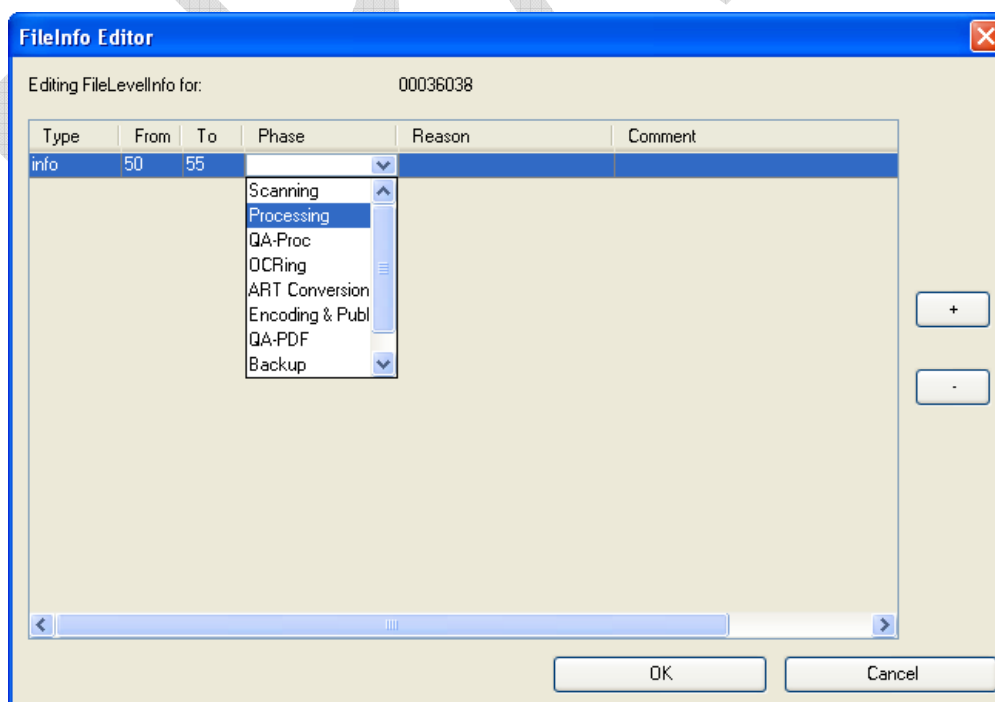 FileInfo Editor
Editing FileLevelInfo for: 00036038
Type From To Phase Reason Comment
info 50 55
Scanning
Processing
QA-Proc
OCRing
ART Conversion
Encoding & Publ
QA-PDF
Backup
+
-
OK Cancel